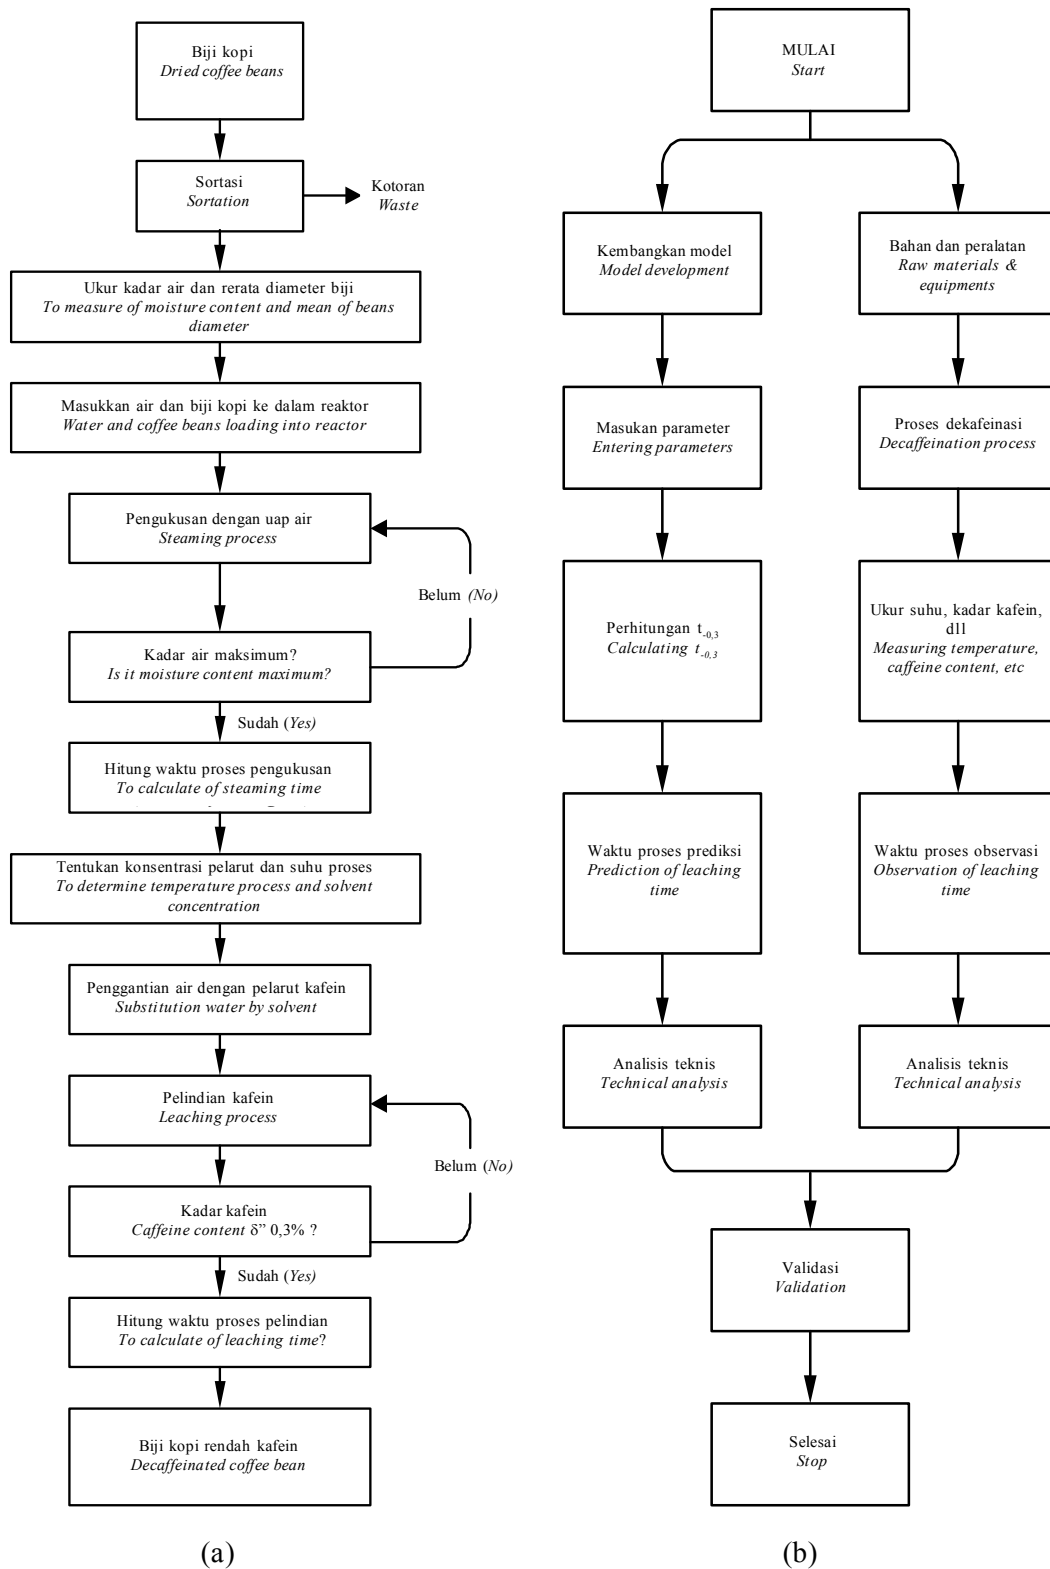 Biji kopi
Dried coffee beans
Sortasi
Sortation
Kotoran
Waste
Ukur kadar air dan rerata diameter biji
To measure of moisture content and mean of beans
diameter
Masukkan air dan biji kopi ke dalam reaktor
Water and coffee beans loading into reactor
Pengukusan dengan uap air
Steaming process
Belum (No)
Kadar air maksimum?
Is it moisture content maximum?
Sudah (Yes)
Hitung waktu proses pengukusan
To calculate of steaming time
Tentukan konsentrasi pelarut dan suhu proses
To determine temperature process and solvent
concentration
Penggantian air dengan pelarut kafein
Substitution water by solvent
Pelindian kafein
Leaching process
Belum (No)
Kadar kafein
Caffeine content δ” 0,3% ?
Sudah (Yes)
Hitung waktu proses pelindian
To calculate of leaching time?
Biji kopi rendah kafein
Decaffeinated coffee bean
(a)
MULAI
Start
Kembangkan model
Model development
Masukan parameter
Entering parameters
Perhitungan t-0,3
Calculating t-0,3
Waktu proses prediksi
Prediction of leaching
time
Analisis teknis
Technical analysis
Bahan dan peralatan
Raw materials &
equipments
Proses dekafeinasi
Decaffeination process
Ukur suhu, kadar kafein,
dll
Measuring temperature,
caffeine content, etc
Waktu proses observasi
Observation of leaching
time
Analisis teknis
Technical analysis
Validasi
Validation
Selesai
Stop
(b)